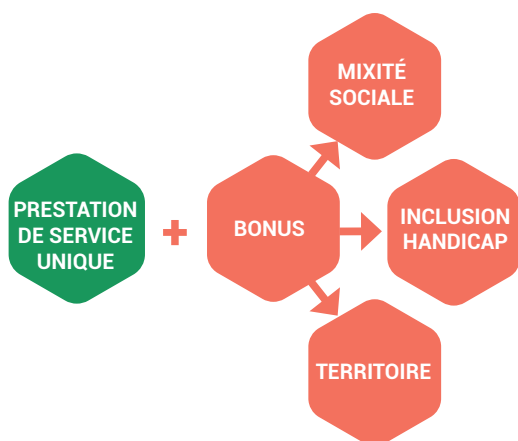 MIXITÉ
SOCIALE
PRESTATION
DE SERVICE
UNIQUE
+
BONUS
INCLUSION
HANDICAP
TERRITOIRE